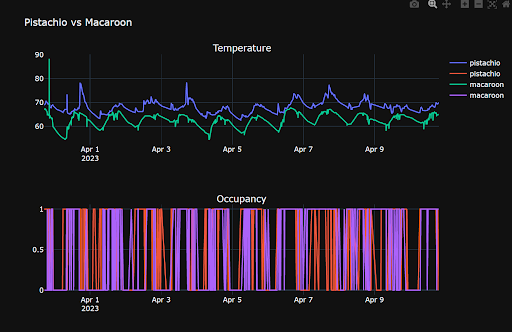 Pistachio vs Macaroon
Temperature
90
80
70
60
Apr 1
2023
Apr 3
Apr 5
Apr 7
Apr 9
pistachio
pistachio
macaroon
macaroon
Occupancy
1
0.5
0
Apr 1
2023
Apr 3
Apr 5
Apr 7
Apr 9